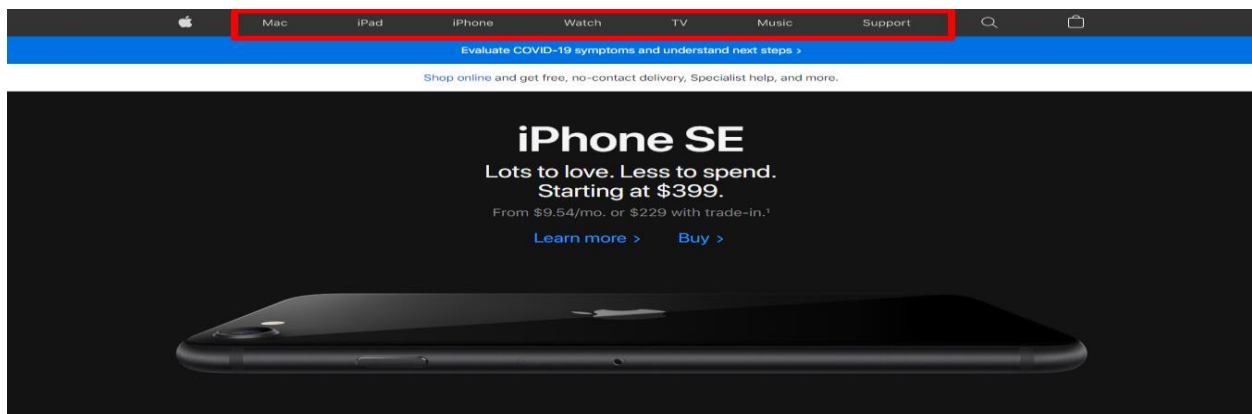 Mac iPad iPhone Watch TV Music Support
Evaluate COVID-19 symptoms and understand next steps >
Shop online and get free, no-contact delivery, Specialist help, and more.
iPhone SE
Lots to love. Less to spend.
Starting at $399.
From $9.54/mo. or $229 with trade-in.¹
Learn more > Buy >